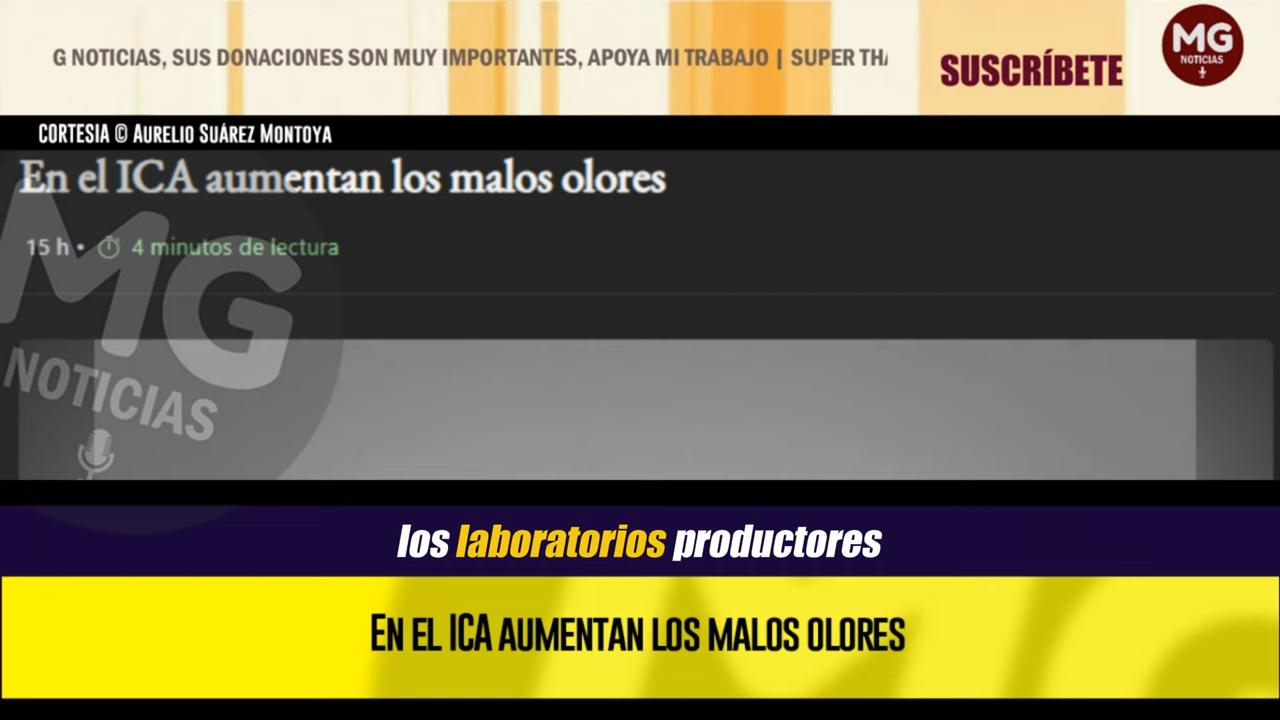 G NOTICIAS, SUS DONACIONES SON MUY IMPORTANTES, APOYA MI TRABAJO | SUPER THA
SUSCRÍBETE
MG
NOTICIAS
CORTESIA © AURELIO SUÁREZ MONTOYA
En el ICA aumentan los malos olores
15 h • 4 minutos de lectura
MG
NOTICIAS
los laboratorios productores
EN EL ICA AUMENTAN LOS MALOS OLORES